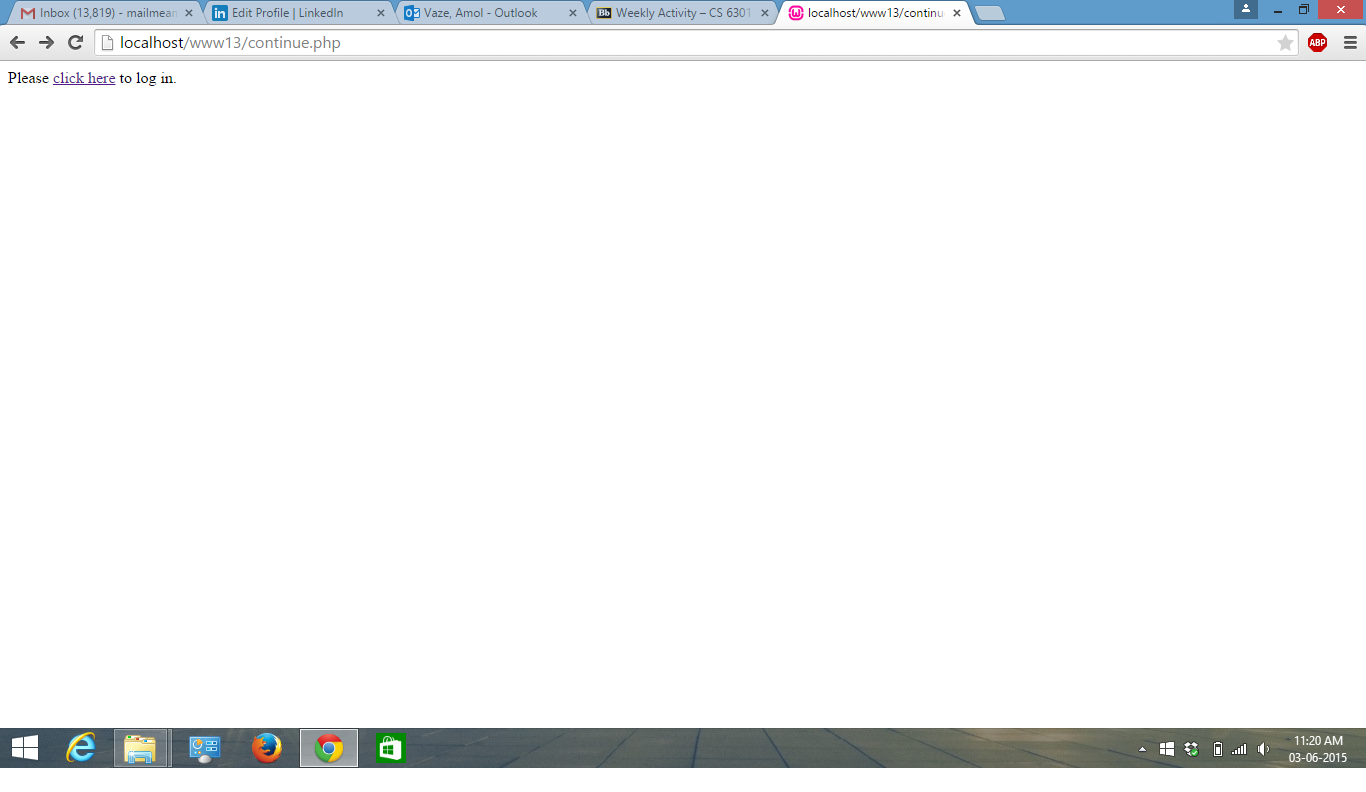 Inbox (13,819) - mailmean
Edit Profile | LinkedIn
Vaze, Amol - Outlook
Bb Weekly Activity – CS 6301
localhost/www13/continu
localhost/www13/continue.php
ABP
Please click here to log in.
11:20 AM
03-06-2015